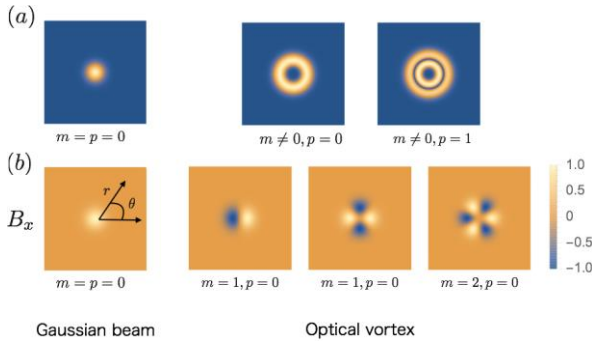 (a)
m = p = 0
m ≠ 0, p = 0
m ≠ 0, p = 1
(b)
r
θ
B_x
1.0
0.5
0
−0.5
−1.0
m = p = 0
m = 1, p = 0
m = 1, p = 0
m = 2, p = 0
Gaussian beam
Optical vortex